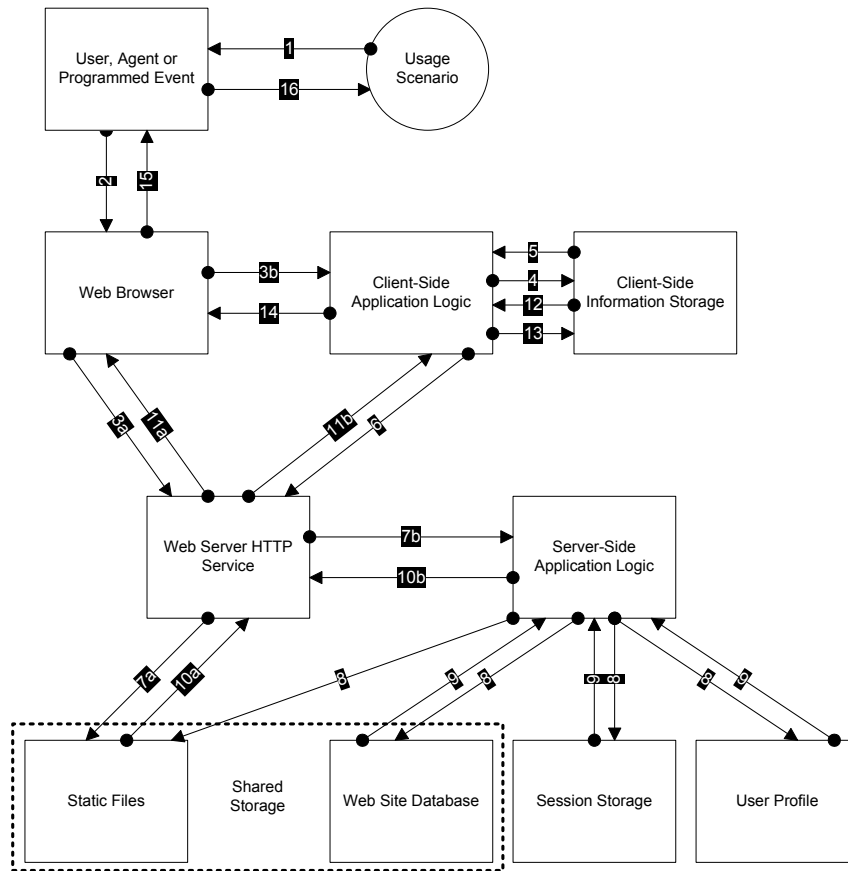 User, Agent or
Programmed Event
1
16
Usage
Scenario
2
15
Web Browser
3b
14
Client-Side
Application Logic
5
4
12
13
Client-Side
Information Storage
3a
11a
11b
6
Web Server HTTP
Service
7b
10b
Server-Side
Application Logic
7a
10a
8
9
8
9
8
8
9
Static Files
Shared
Storage
Web Site Database
Session Storage
User Profile